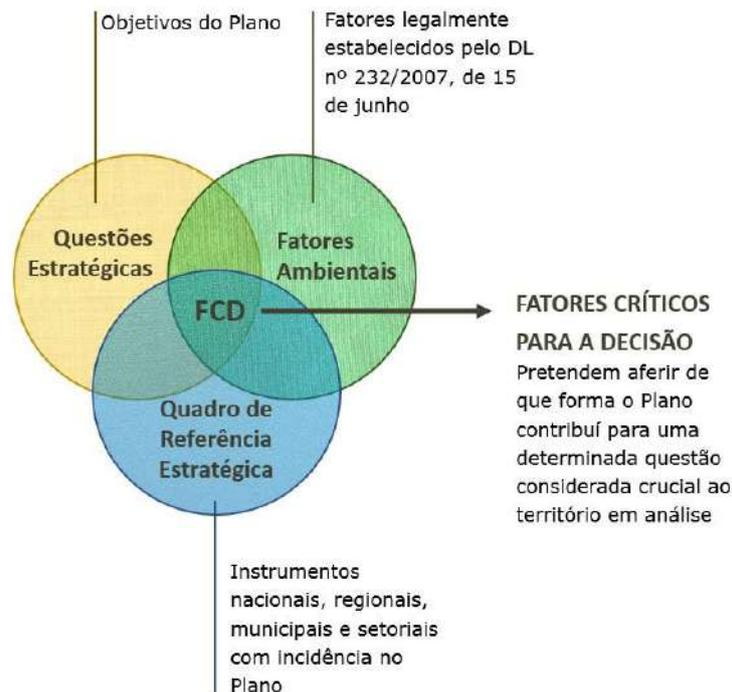 Objetivos do Plano
Fatores legalmente
estabelecidos pelo DL
nº 232/2007, de 15
de junho
Questões
Estratégicas
Fatores
Ambientais
FCD
FATORES CRÍTICOS
PARA A DECISÃO
Pretendem aferir de
que forma o Plano
contribuí para uma
determinada questão
considerada crucial ao
território em análise
Quadro de
Referência
Estratégica
Instrumentos
nacionais, regionais,
municipais e setoriais
com incidência no
Plano